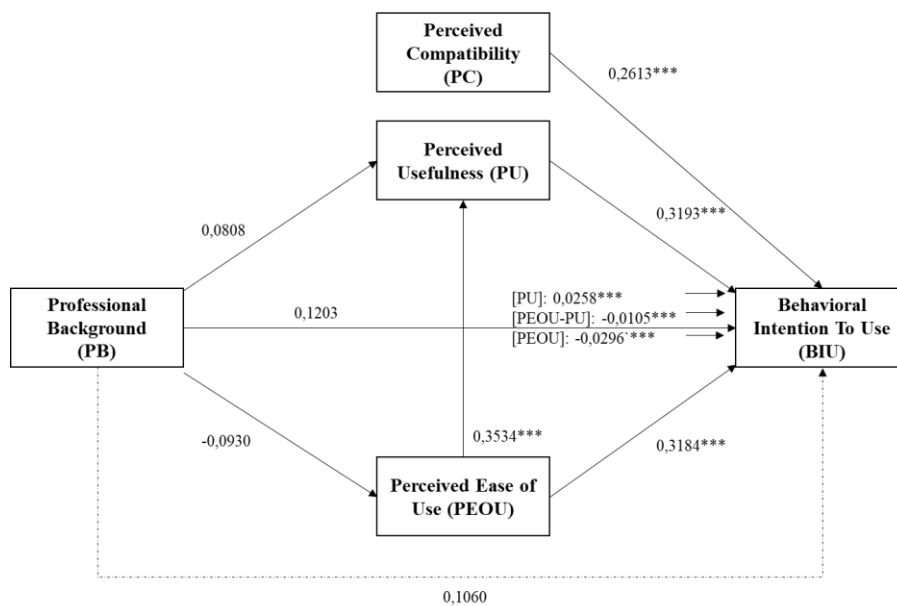 Perceived
Compatibility
(PC)
0,2613***
Perceived
Usefulness (PU)
0,3193***
0,0808
Professional
Background
(PB)
0,1203
[PU]: 0,0258***
[PEOU-PU]: -0,0105***
[PEOU]: -0,0296`***
Behavioral
Intention To Use
(BIU)
-0,0930
0,3534***
0,3184***
Perceived Ease of
Use (PEOU)
0,1060